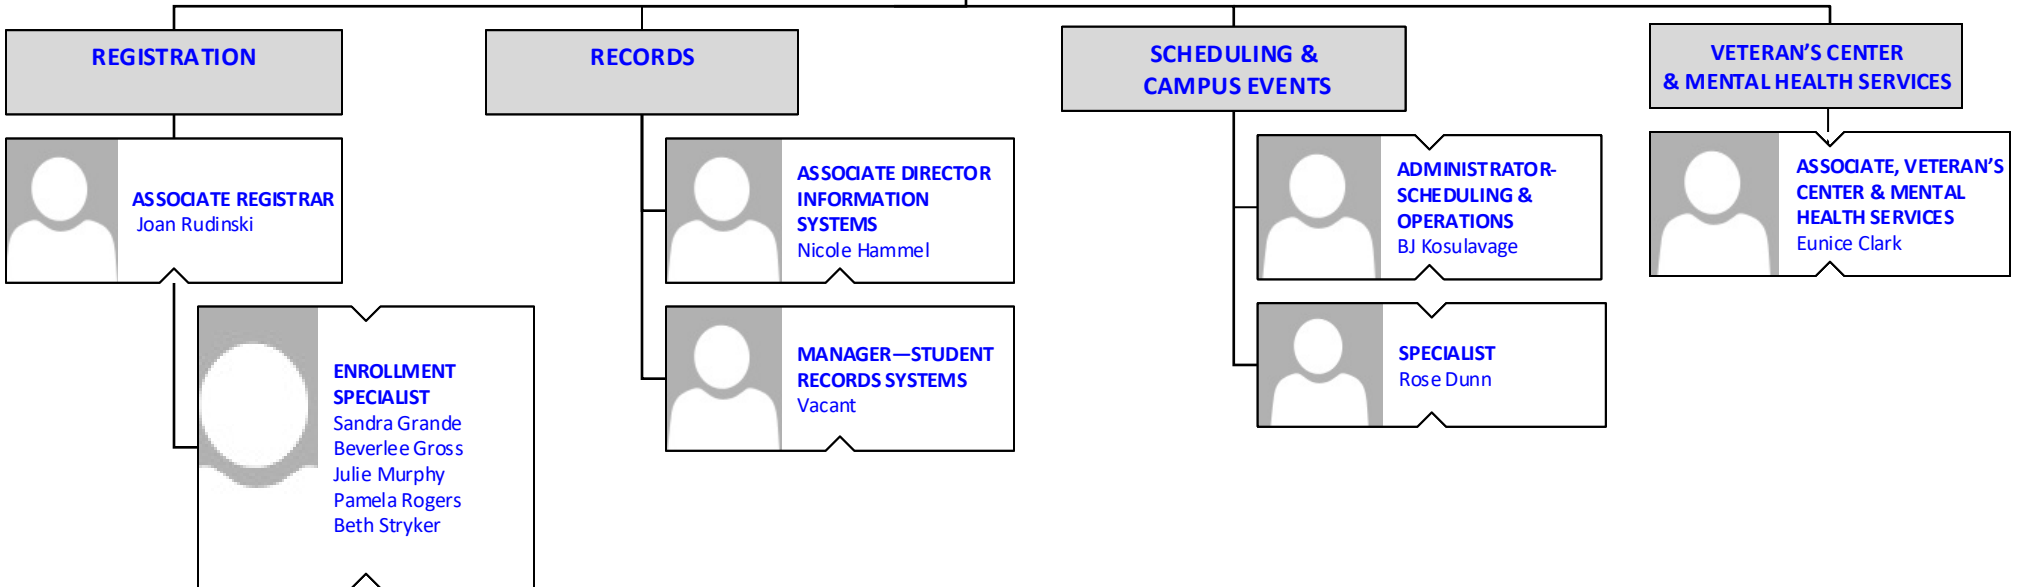 REGISTRATION
ASSOCIATE REGISTRAR
Joan Rudinski
ENROLLMENT
SPECIALIST
Sandra Grande
Beverlee Gross
Julie Murphy
Pamela Rogers
Beth Stryker
RECORDS
ASSOCIATE DIRECTOR
INFORMATION
SYSTEMS
Nicole Hammel
MANAGER—STUDENT
RECORDS SYSTEMS
Vacant
SCHEDULING &
CAMPUS EVENTS
ADMINISTRATOR-
SCHEDULING &
OPERATIONS
BJ Kosulavage
SPECIALIST
Rose Dunn
VETERAN’S CENTER
& MENTAL HEALTH SERVICES
ASSOCIATE, VETERAN’S
CENTER & MENTAL
HEALTH SERVICES
Eunice Clark